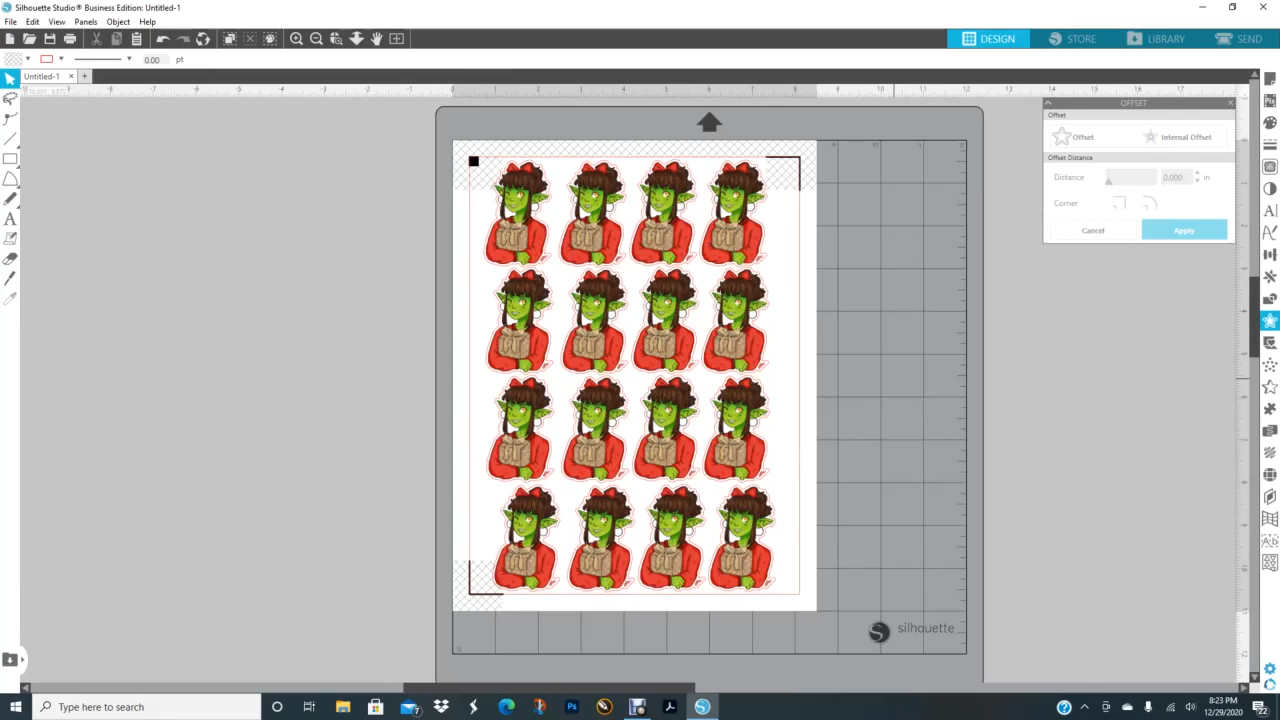 Silhouette Studio® Business Edition: Untitled-1
File Edit View Panels Object Help
DESIGN STORE LIBRARY SEND
0.00 pt
Untitled-1
OFFSET
Offset
Offset Internal Offset
Offset Distance
Distance 0.000 in
Corner
Cancel Apply
silhouette
Type here to search
8:23 PM
12/29/2020
7
22